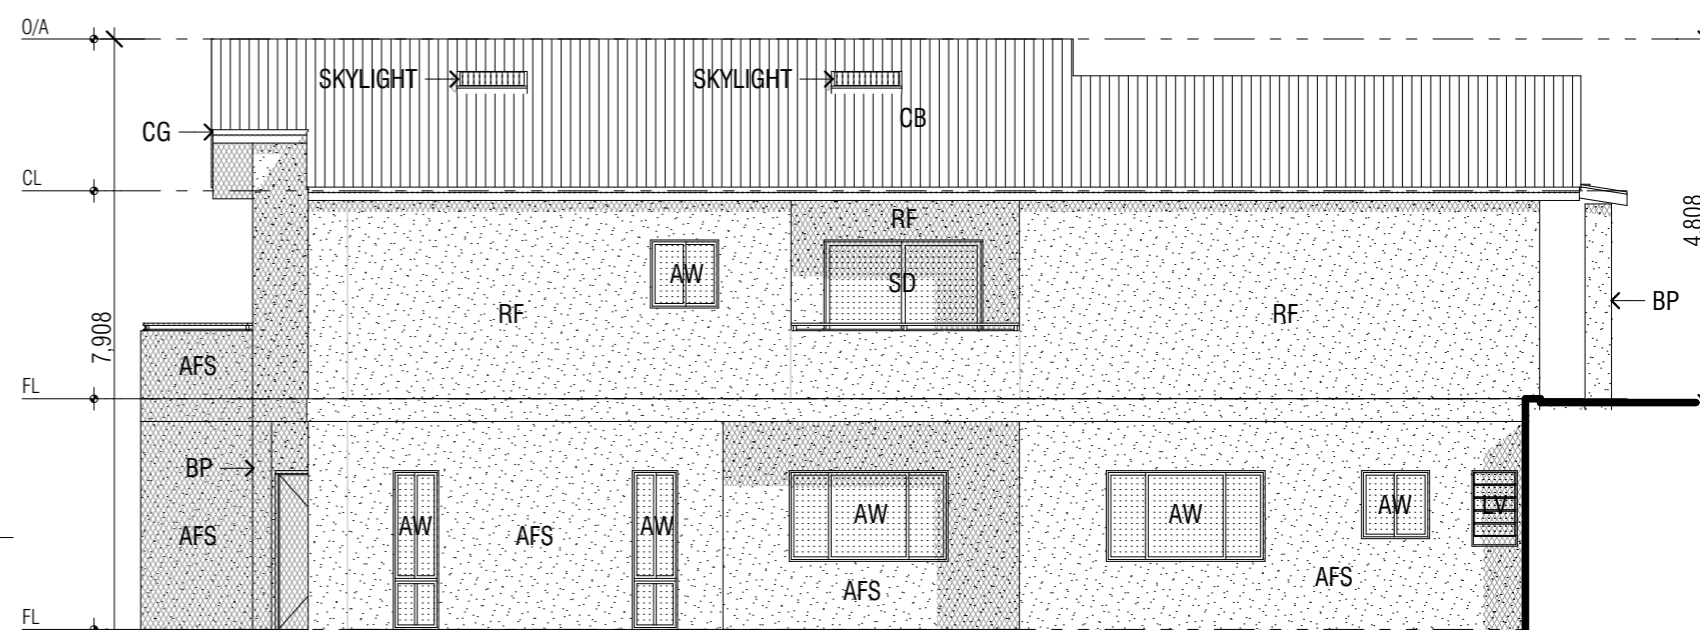 O/A
SKYLIGHT SKYLIGHT
CB
CG
CL
4,808
RF
AW
SD
RF
RF
BP
7,908
AFS
FL
BP
AW
AFS
AW
AW
AW
AW
LV
AFS
AFS
AFS
FL